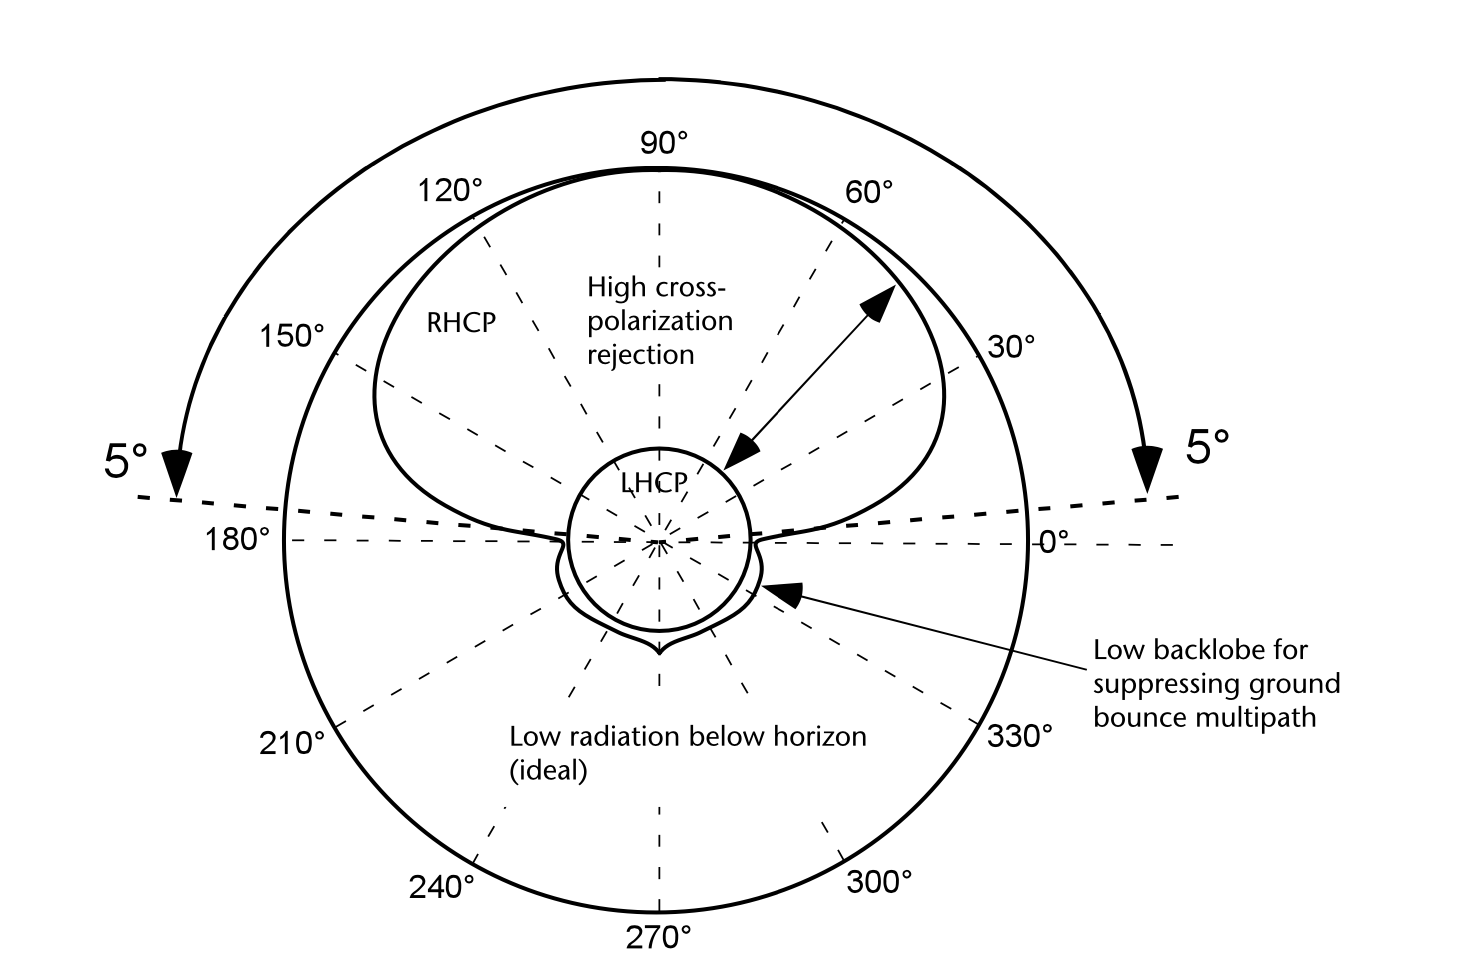 90°
120°
60°
High cross-
polarization
rejection
RHCP
150°
30°
5°
5°
LHCP
180°
0°
Low backlobe for
suppressing ground
bounce multipath
210°
330°
Low radiation below horizon
(ideal)
240°
300°
270°